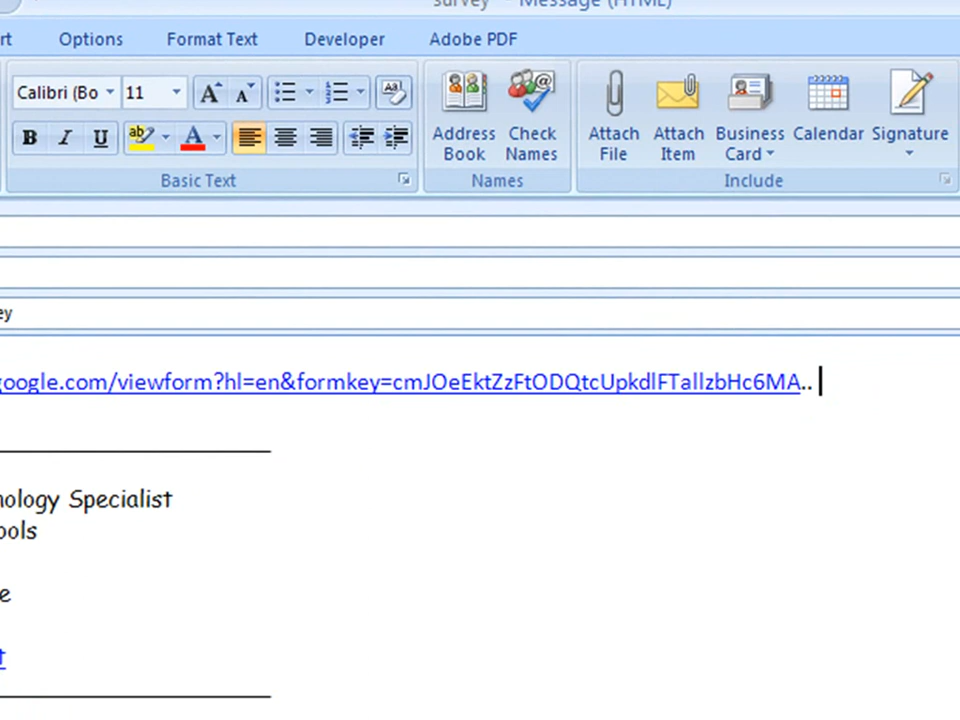 survey - Message (HTML)
rt Options Format Text Developer Adobe PDF
Calibri (Bo 11
B I U ab A
Address Book Check Names Attach File Attach Item Business Card Calendar Signature
Basic Text Names Include
ey
google.com/viewform?hl=en&formkey=cmJOeEktZzFtODQtcUpkdlFTallzbHc6MA..
nology Specialist
ools
e
t